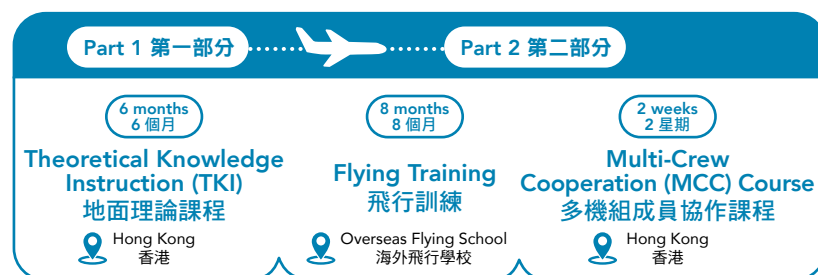 Part 1 第一部分
Part 2 第二部分
6 months
6 個月
Theoretical Knowledge
Instruction (TKI)
地面理論課程
Hong Kong
香港
8 months
8 個月
Flying Training
飛行訓練
Overseas Flying School
海外飛行學校
2 weeks
2 星期
Multi-Crew
Cooperation (MCC) Course
多機組成員協作課程
Hong Kong
香港